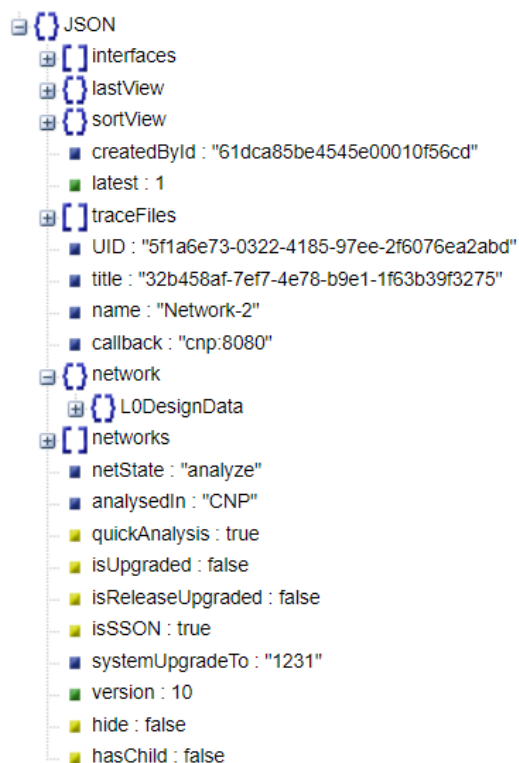 JSON
interfaces
lastView
sortView
createdById : "61dca85be4545e00010f56cd"
latest : 1
traceFiles
UID : "5f1a6e73-0322-4185-97ee-2f6076ea2abd"
title : "32b458af-7ef7-4e78-b9e1-1f63b39f3275"
name : "Network-2"
callback : "cnp:8080"
network
L0DesignData
networks
netState : "analyze"
analysedIn : "CNP"
quickAnalysis : true
isUpgraded : false
isReleaseUpgraded : false
isSSON : true
systemUpgradeTo : "1231"
version : 10
hide : false
hasChild : false